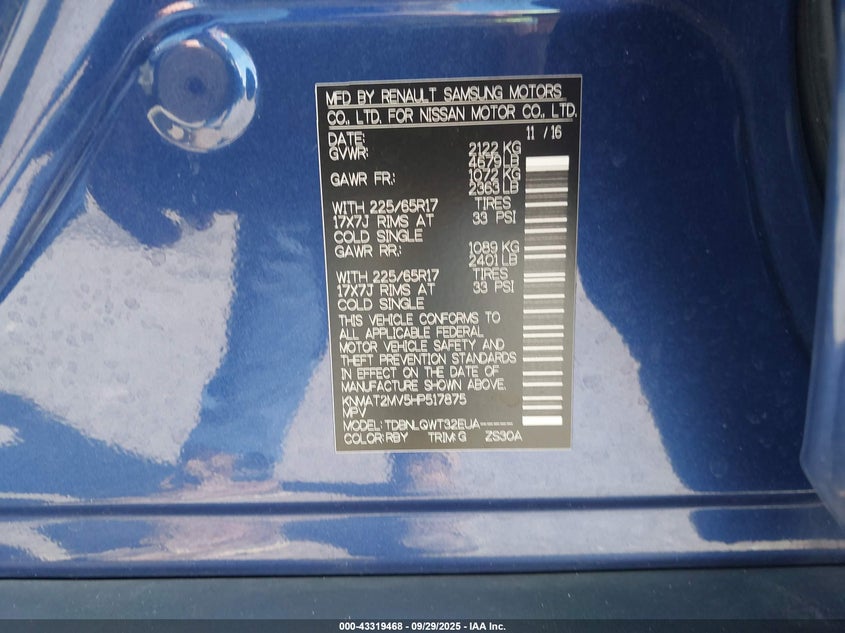 MFD BY RENAULT SAMSUNG MOTORS
CO., LTD. FOR NISSAN MOTOR CO., LTD.
DATE: 11 / 16
GVWR: 2122 KG
4679 LB
GAWR FR.: 1072 KG
2363 LB
WITH 225/65R17 TIRES
17X7J RIMS AT 33 PSI
COLD SINGLE
GAWR RR.: 1089 KG
2401 LB
WITH 225/65R17 TIRES
17X7J RIMS AT 33 PSI
COLD SINGLE
THIS VEHICLE CONFORMS TO
ALL APPLICABLE FEDERAL
MOTOR VEHICLE SAFETY AND
THEFT PREVENTION STANDARDS
IN EFFECT ON THE DATE OF
MANUFACTURE SHOWN ABOVE.
KNMAT2MV5HP517875
MPV
MODEL: TDBNLQWT32EUA-----
COLOR:RBY TRIM:G ZS30A
000-43319468 - 09/29/2025 - IAA Inc.